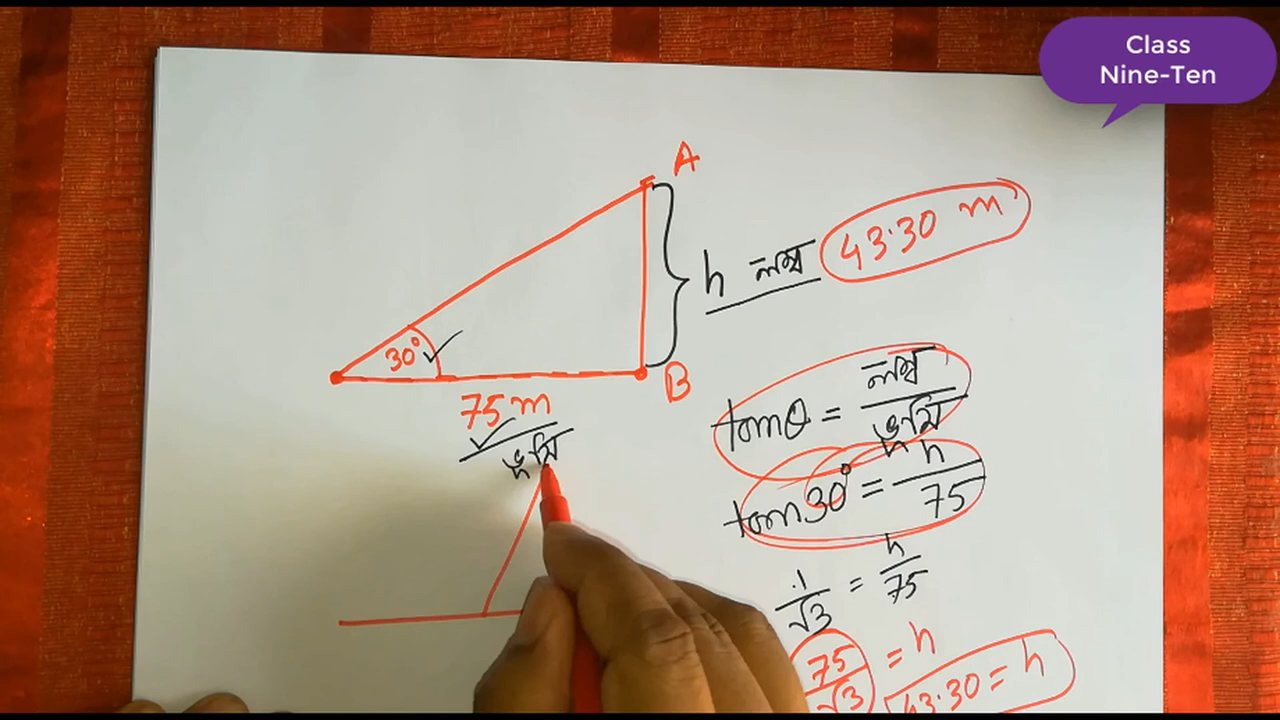 Class
Nine-Ten
A
h লম্ব 43.30 m
30°
B
75 m
ভূমি
tanθ = লম্ব / ভূমি
tan30° = h / 75
1 / √3 = h / 75
75 / √3 = h
43.30 = h